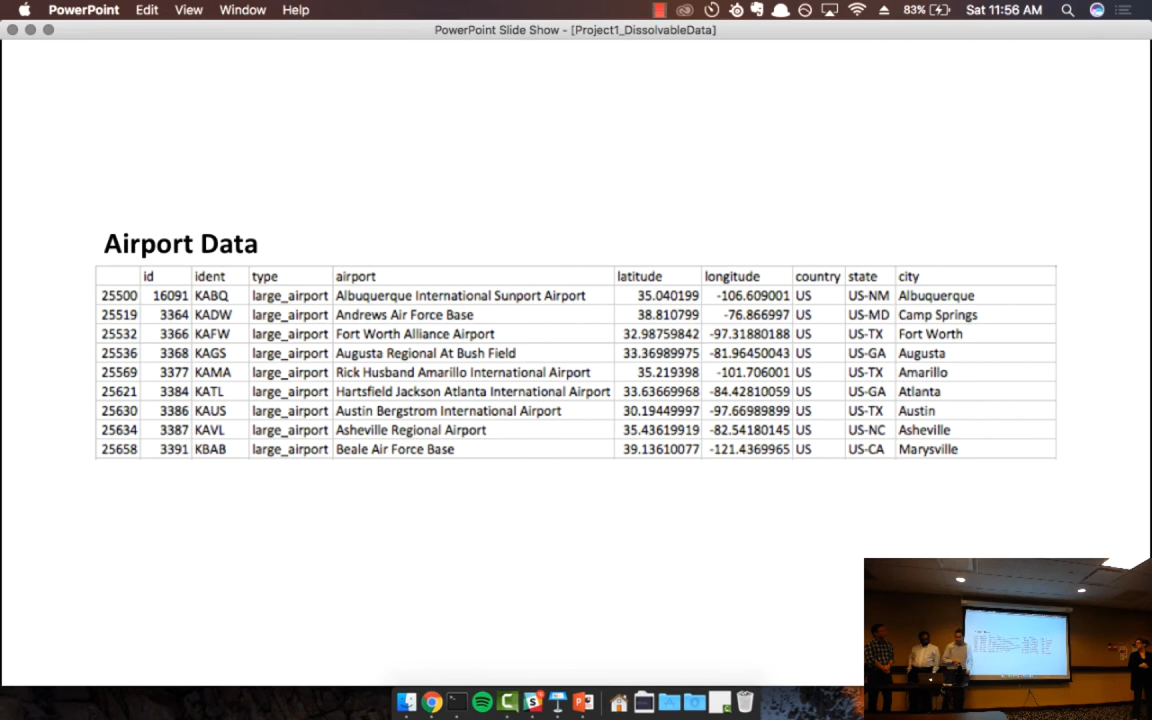 PowerPoint Edit View Window Help 83% Sat 11:56 AM
PowerPoint Slide Show - [Project1_DissolvableData]
Airport Data
id ident type airport latitude longitude country state city
25500 16091 KABQ large_airport Albuquerque International Sunport Airport 35.040199 -106.609001 US US-NM Albuquerque
25519 3364 KADW large_airport Andrews Air Force Base 38.810799 -76.866997 US US-MD Camp Springs
25532 3366 KAFW large_airport Fort Worth Alliance Airport 32.98759842 -97.31880188 US US-TX Fort Worth
25536 3368 KAGS large_airport Augusta Regional At Bush Field 33.36989975 -81.96450043 US US-GA Augusta
25569 3377 KAMA large_airport Rick Husband Amarillo International Airport 35.219398 -101.706001 US US-TX Amarillo
25621 3384 KATL large_airport Hartsfield Jackson Atlanta International Airport 33.63669968 -84.42810059 US US-GA Atlanta
25630 3386 KAUS large_airport Austin Bergstrom International Airport 30.19449997 -97.66989899 US US-TX Austin
25634 3387 KAVL large_airport Asheville Regional Airport 35.43619919 -82.54180145 US US-NC Asheville
25658 3391 KBAB large_airport Beale Air Force Base 39.13610077 -121.4369965 US US-CA Marysville